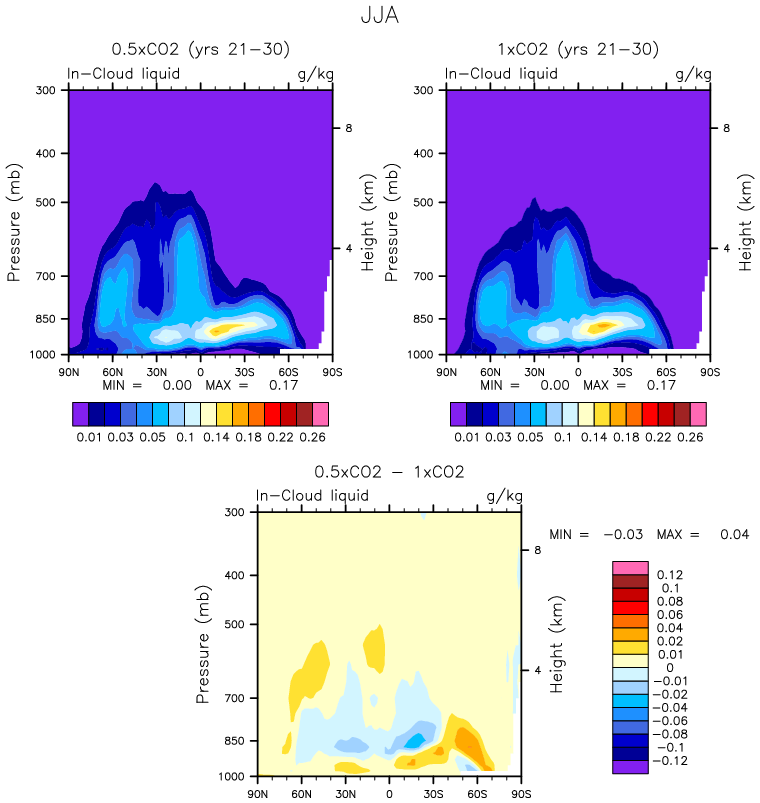 JJA
0.5xCO2 (yrs 21-30)
In-Cloud liquid g/kg
300
400
500
700
850
1000
8
4
Pressure (mb)
Height (km)
90N 60N 30N 0 30S 60S 90S
MIN = 0.00 MAX = 0.17
0.01 0.03 0.05 0.1 0.14 0.18 0.22 0.26
1xCO2 (yrs 21-30)
In-Cloud liquid g/kg
300
400
500
700
850
1000
8
4
Pressure (mb)
Height (km)
90N 60N 30N 0 30S 60S 90S
MIN = 0.00 MAX = 0.17
0.01 0.03 0.05 0.1 0.14 0.18 0.22 0.26
0.5xCO2 - 1xCO2
In-Cloud liquid g/kg
300
400
500
700
850
1000
8
4
Pressure (mb)
Height (km)
90N 60N 30N 0 30S 60S 90S
MIN = -0.03 MAX = 0.04
0.12
0.1
0.08
0.06
0.04
0.02
0.01
0
-0.01
-0.02
-0.04
-0.06
-0.08
-0.1
-0.12